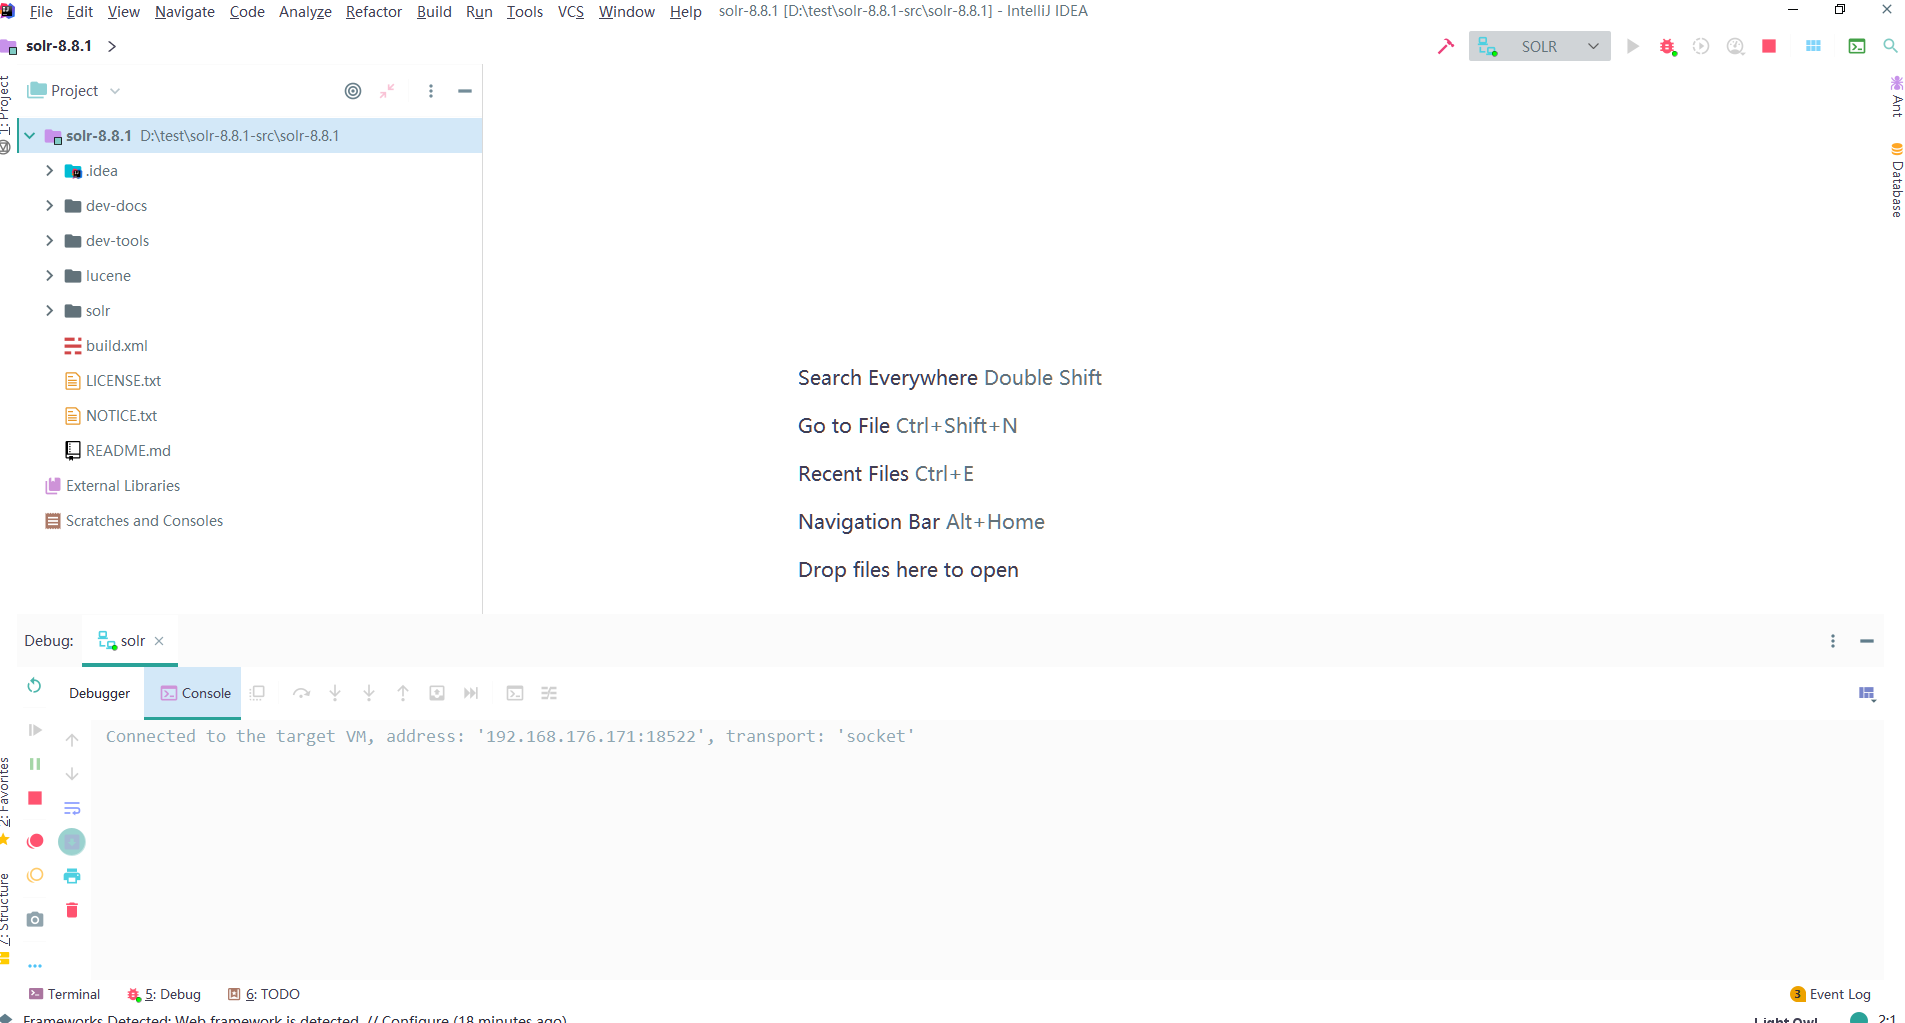 File Edit View Navigate Code Analyze Refactor Build Run Tools VCS Window Help solr-8.8.1 [D:\test\solr-8.8.1-src\solr-8.8.1] - IntelliJ IDEA
solr-8.8.1
SOLR
1: Project
Project
Ant
Database
solr-8.8.1 D:\test\solr-8.8.1-src\solr-8.8.1
.idea
dev-docs
dev-tools
lucene
solr
build.xml
LICENSE.txt
NOTICE.txt
README.md
External Libraries
Scratches and Consoles
Search Everywhere Double Shift
Go to File Ctrl+Shift+N
Recent Files Ctrl+E
Navigation Bar Alt+Home
Drop files here to open
Debug: solr
Debugger Console
Connected to the target VM, address: '192.168.176.171:18522', transport: 'socket'
2: Favorites
7: Structure
Terminal 5: Debug 6: TODO
3 Event Log
Frameworks Detected: Web framework is detected. // Configure (18 minutes ago)
Light Owl 2:1